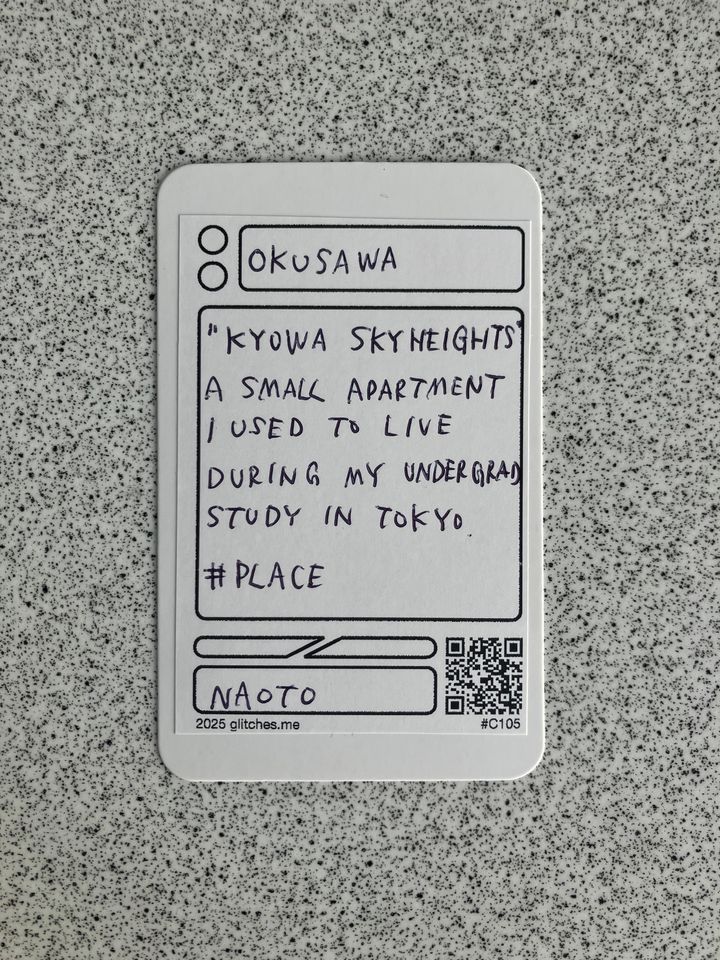 OKUSAWA
"KYOWA SKYHEIGHTS"
A SMALL APARTMENT
I USED TO LIVE
DURING MY UNDERGRAD
STUDY IN TOKYO.
#PLACE
NAOTO
2025 glitches.me
#C105